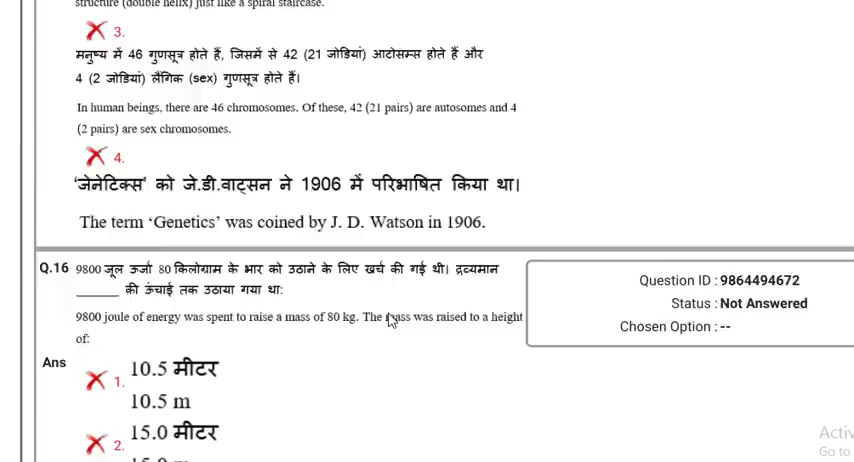 structure (double helix) just like a spiral staircase.
3.
मनुष्य में 46 गुणसूत्र होते हैं, जिसमें से 42 (21 जोडियां) आटोसम्स होते हैं और
4 (2 जोडियां) लैंगिक (sex) गुणसूत्र होते हैं।
In human beings, there are 46 chromosomes. Of these, 42 (21 pairs) are autosomes and 4
(2 pairs) are sex chromosomes.
4.
'जेनेटिक्स' को जे.डी.वाट्सन ने 1906 में परिभाषित किया था।
The term ‘Genetics’ was coined by J. D. Watson in 1906.
Q.16 9800 जूल ऊर्जा 80 किलोग्राम के भार को उठाने के लिए खर्च की गई थी। द्रव्यमान
_______ की ऊंचाई तक उठाया गया था:
9800 joule of energy was spent to raise a mass of 80 kg. The mass was raised to a height
of:
Question ID : 9864494672
Status : Not Answered
Chosen Option : --
Ans
1. 10.5 मीटर
10.5 m
2. 15.0 मीटर
Activ
Go to